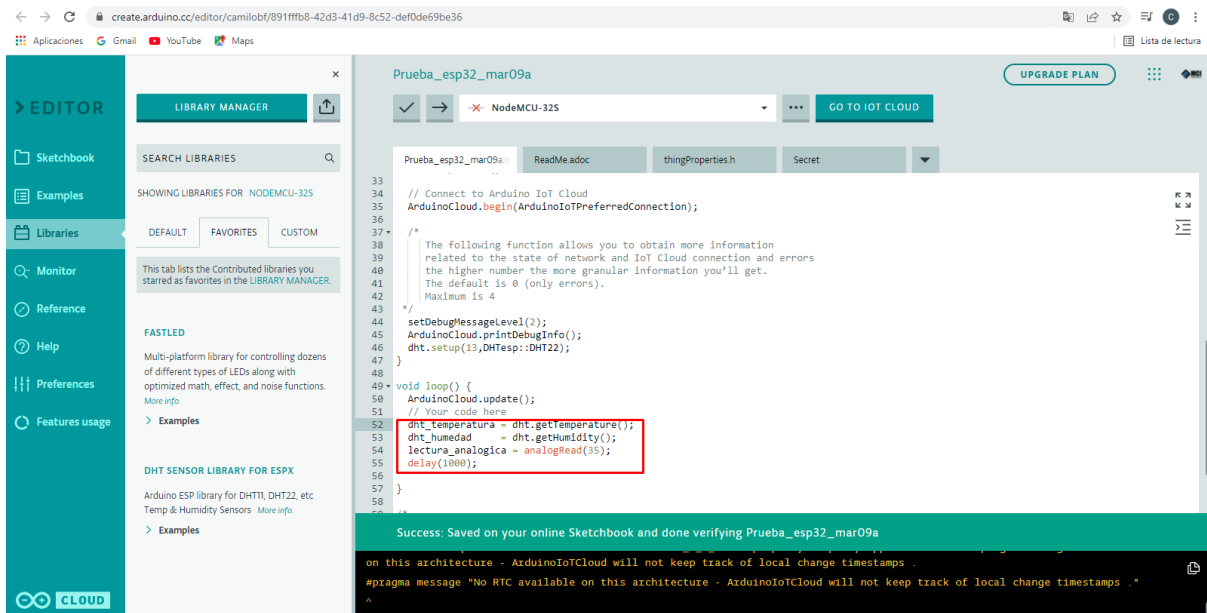 create.arduino.cc/editor/camilobf/891fffb8-42d3-41d9-8c52-def0de69be36
Aplicaciones Gmail YouTube Maps Lista de lectura
EDITOR
Sketchbook
Examples
Libraries
Monitor
Reference
Help
Preferences
Features usage
CLOUD
LIBRARY MANAGER
SEARCH LIBRARIES
SHOWING LIBRARIES FOR NODEMCU-32S
DEFAULT FAVORITES CUSTOM
This tab lists the Contributed libraries you
starred as favorites in the LIBRARY MANAGER.
FASTLED
Multi-platform library for controlling dozens
of different types of LEDs along with
optimized math, effect, and noise functions.
More info.
Examples
DHT SENSOR LIBRARY FOR ESPX
Arduino ESP library for DHT11, DHT22, etc
Temp & Humidity Sensors More info.
Examples
Prueba_esp32_mar09a
UPGRADE PLAN
MCI
NodeMCU-32S
GO TO IOT CLOUD
Prueba_esp32_mar09a.i ReadMe.adoc thingProperties.h Secret
33
34 // Connect to Arduino IoT Cloud
35 ArduinoCloud.begin(ArduinoIoTPreferredConnection);
36
37 /*
38 The following function allows you to obtain more information
39 related to the state of network and IoT Cloud connection and errors
40 the higher number the more granular information you’ll get.
41 The default is 0 (only errors).
42 Maximum is 4
43 */
44 setDebugMessageLevel(2);
45 ArduinoCloud.printDebugInfo();
46 dht.setup(13,DHTesp::DHT22);
47 }
48
49 void loop() {
50 ArduinoCloud.update();
51 // Your code here
52 dht_temperatura = dht.getTemperature();
53 dht_humedad = dht.getHumidity();
54 lectura_analogica = analogRead(35);
55 delay(1000);
56
57 }
58
Success: Saved on your online Sketchbook and done verifying Prueba_esp32_mar09a
on this architecture - ArduinoIoTCloud will not keep track of local change timestamps .
#pragma message "No RTC available on this architecture - ArduinoIoTCloud will not keep track of local change timestamps ."
^